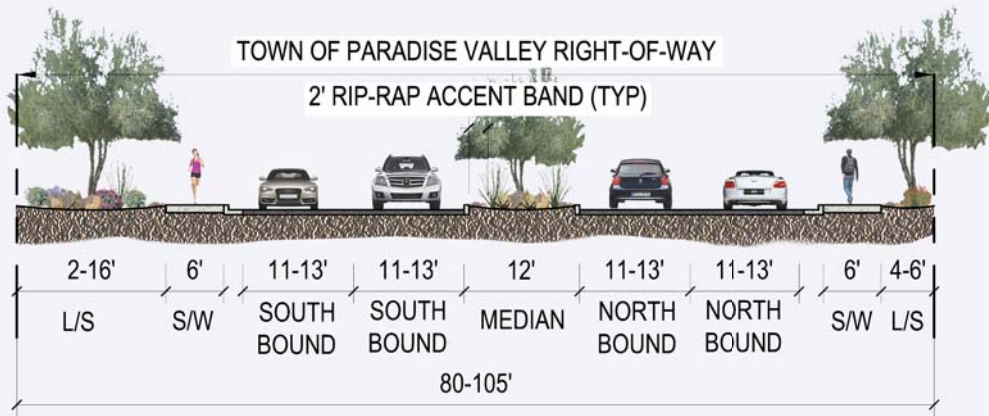 TOWN OF PARADISE VALLEY RIGHT-OF-WAY
2' RIP-RAP ACCENT BAND (TYP)
2-16' 6' 11-13' 11-13' 12' 11-13' 11-13' 6' 4-6'
L/S S/W SOUTH BOUND SOUTH BOUND MEDIAN NORTH BOUND NORTH BOUND S/W L/S
80-105'